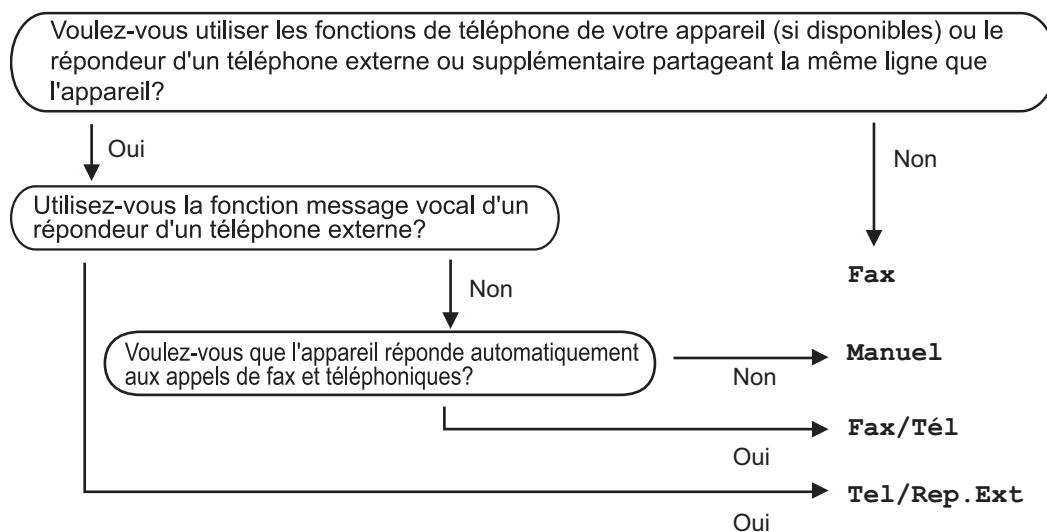 Voulez-vous utiliser les fonctions de téléphone de votre appareil (si disponibles) ou le
répondeur d'un téléphone externe ou supplémentaire partageant la même ligne que
l'appareil?
Oui
Non
Utilisez-vous la fonction message vocal d'un
répondeur d'un téléphone externe?
Fax
Non
Voulez-vous que l'appareil réponde automatiquement
aux appels de fax et téléphoniques?
Manuel
Non
Fax/Tél
Oui
Tel/Rep.Ext
Oui